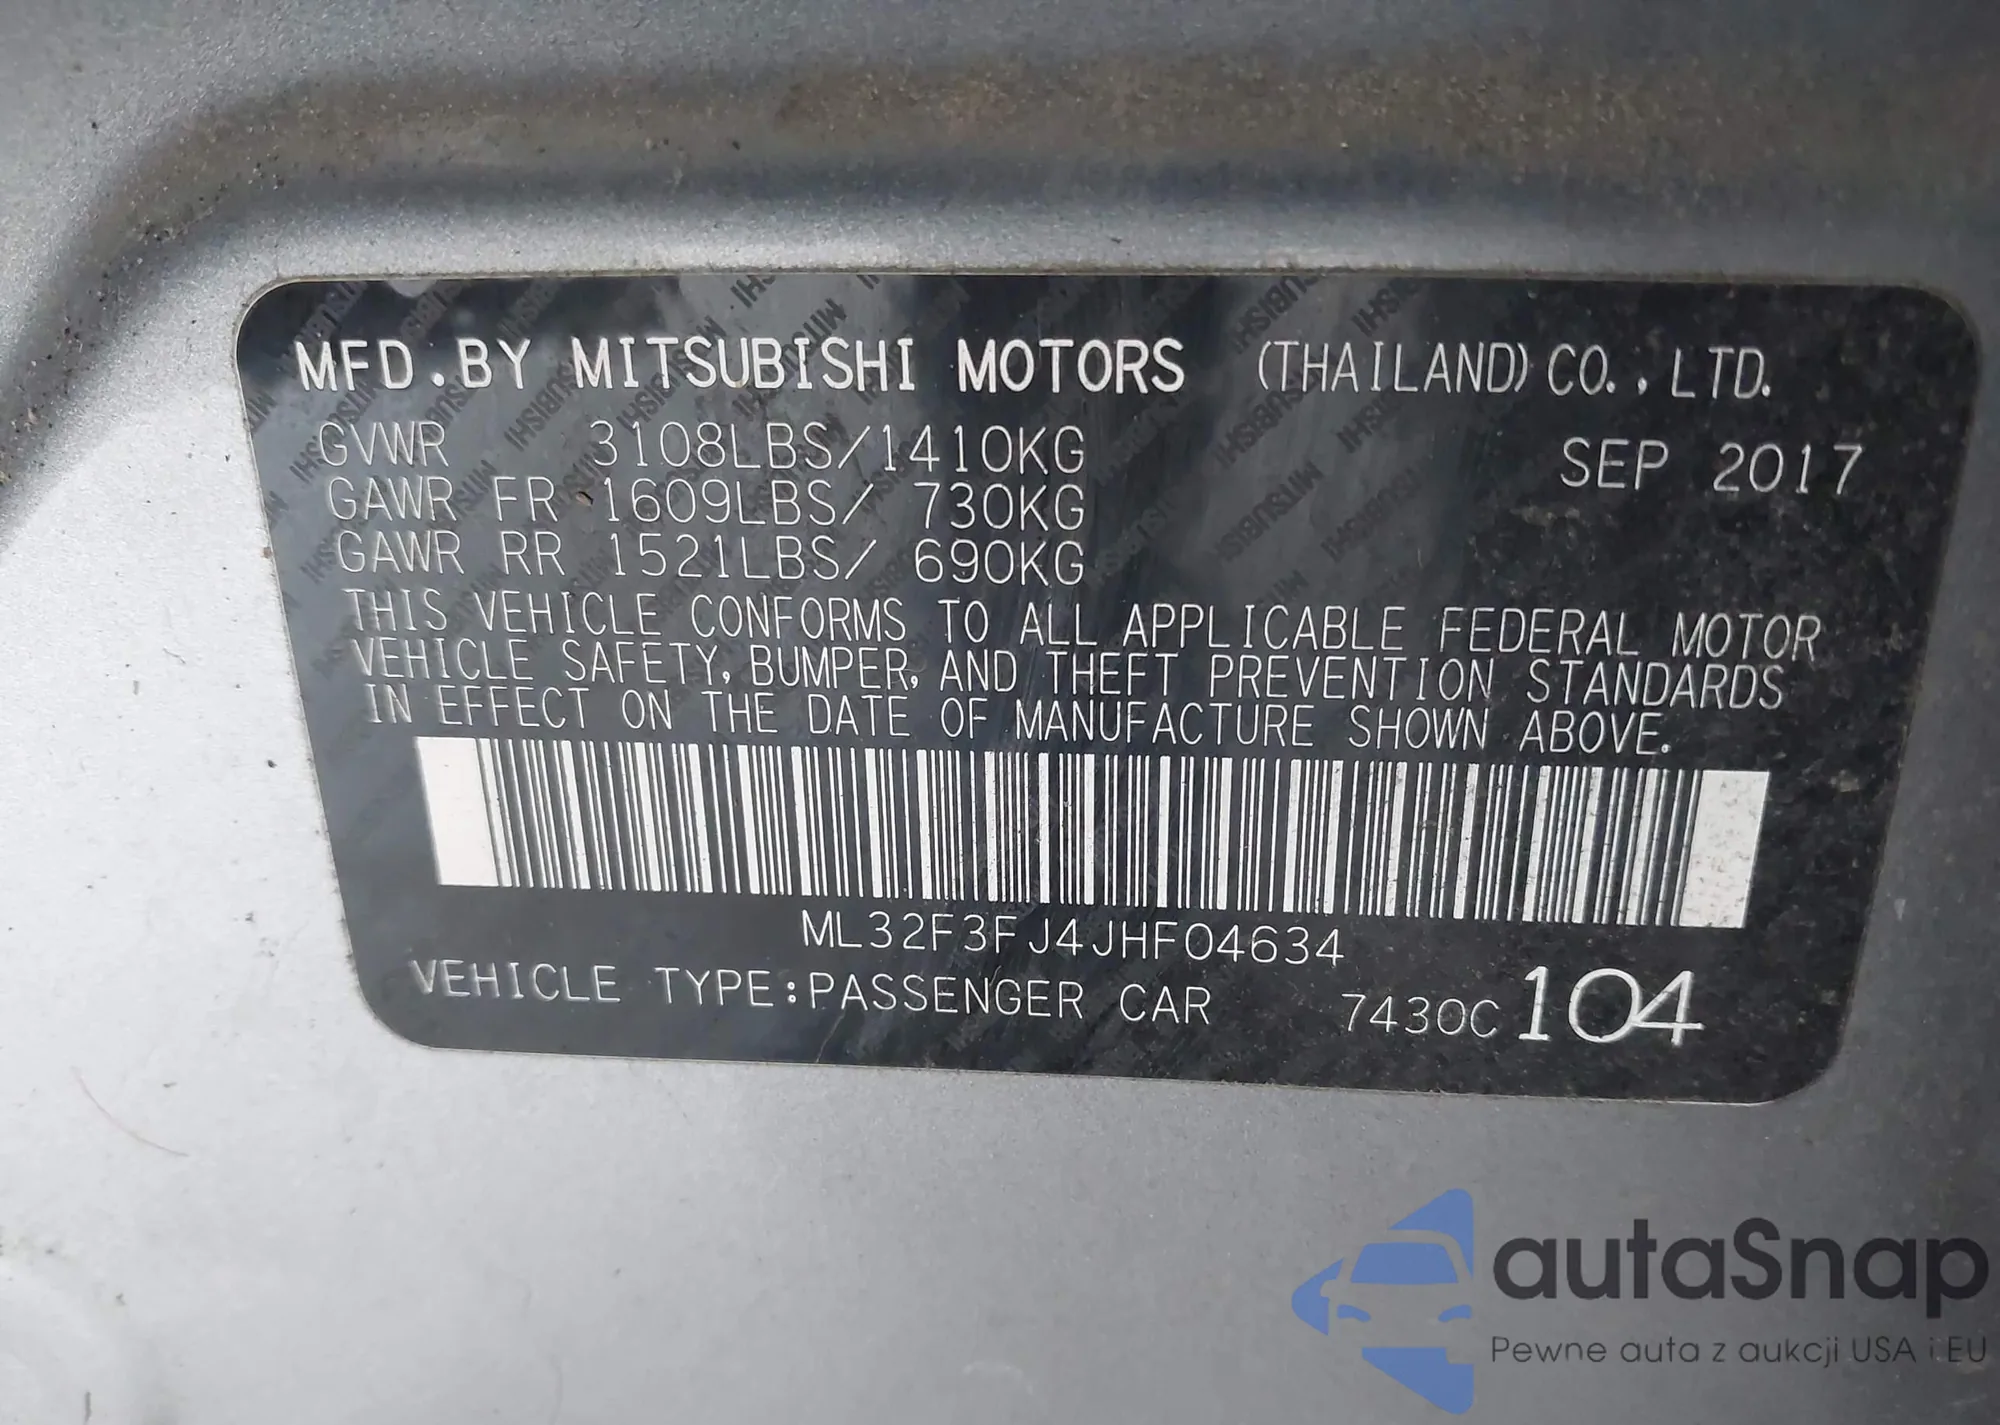 MFD.BY MITSUBISHI MOTORS (THAILAND) CO.,LTD.
GVWR 3108LBS/1410KG SEP 2017
GAWR FR 1609LBS/ 730KG
GAWR RR 1521LBS/ 690KG
THIS VEHICLE CONFORMS TO ALL APPLICABLE FEDERAL MOTOR
VEHICLE SAFETY, BUMPER, AND THEFT PREVENTION STANDARDS
IN EFFECT ON THE DATE OF MANUFACTURE SHOWN ABOVE.
ML32F3FJ4JHF04634
VEHICLE TYPE:PASSENGER CAR 7430C 104
autaSnap
Pewne auta z aukcji USA i EU